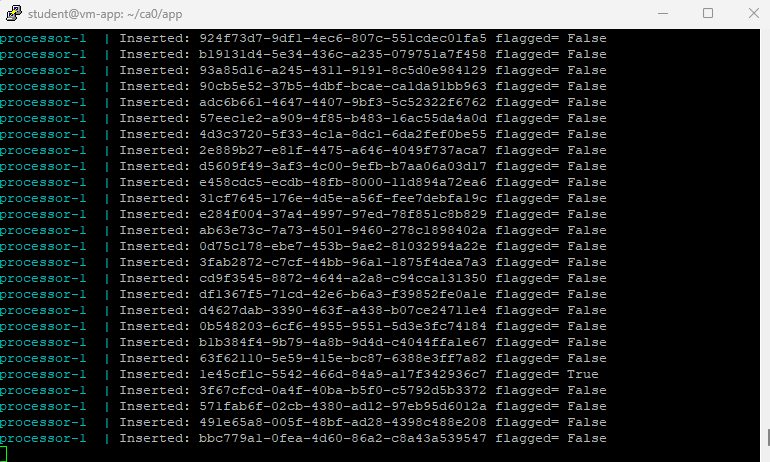 student@vm-app: ~/ca0/app
processor-1 | Inserted: 924f73d7-9df1-4ec6-807c-551cdec01fa5 flagged= False
processor-1 | Inserted: b19131d4-5e34-436c-a235-079751a7f458 flagged= False
processor-1 | Inserted: 93a85d16-a245-4311-9191-8c5d0e984129 flagged= False
processor-1 | Inserted: 90cb5e52-37b5-4dbf-bcae-ca1da91bb963 flagged= False
processor-1 | Inserted: adc6b661-4647-4407-9bf3-5c52322f6762 flagged= False
processor-1 | Inserted: 57eec1e2-a909-4f85-b483-16ac55da4a0d flagged= False
processor-1 | Inserted: 4d3c3720-5f33-4c1a-8dc1-6da2fef0be55 flagged= False
processor-1 | Inserted: 2e889b27-e81f-4475-a646-4049f737aca7 flagged= False
processor-1 | Inserted: d5609f49-3af3-4c00-9efb-b7aa06a03d17 flagged= False
processor-1 | Inserted: e458cdc5-ecdb-48fb-8000-11d894a72ea6 flagged= False
processor-1 | Inserted: 31cf7645-176e-4d5e-a56f-fee7debfa19c flagged= False
processor-1 | Inserted: e284f004-37a4-4997-97ed-78f851c8b829 flagged= False
processor-1 | Inserted: ab63e73c-7a73-4501-9460-278c1898402a flagged= False
processor-1 | Inserted: 0d75c178-ebe7-453b-9ae2-81032994a22e flagged= False
processor-1 | Inserted: 3fab2872-c7cf-44bb-96a1-1875f4dea7a3 flagged= False
processor-1 | Inserted: cd9f3545-8872-4644-a2a8-c94cca131350 flagged= False
processor-1 | Inserted: df1367f5-71cd-42e6-b6a3-f39852fe0a1e flagged= False
processor-1 | Inserted: d4627dab-3390-463f-a438-b07ce24711e4 flagged= False
processor-1 | Inserted: 0b548203-6cf6-4955-9551-5d3e3fc74184 flagged= False
processor-1 | Inserted: b1b384f4-9b79-4a8b-9d4d-c4044ffa1e67 flagged= False
processor-1 | Inserted: 63f62110-5e59-415e-bc87-6388e3ff7a82 flagged= False
processor-1 | Inserted: 1e45cf1c-5542-466d-84a9-a17f342936c7 flagged= True
processor-1 | Inserted: 3f67cfcd-0a4f-40ba-b5f0-c5792d5b3372 flagged= False
processor-1 | Inserted: 571fab6f-02cb-4380-ad12-97eb95d6012a flagged= False
processor-1 | Inserted: 491e65a8-005f-48bf-ad28-4398c488e208 flagged= False
processor-1 | Inserted: bbc779a1-0fea-4d60-86a2-c8a43a539547 flagged= False